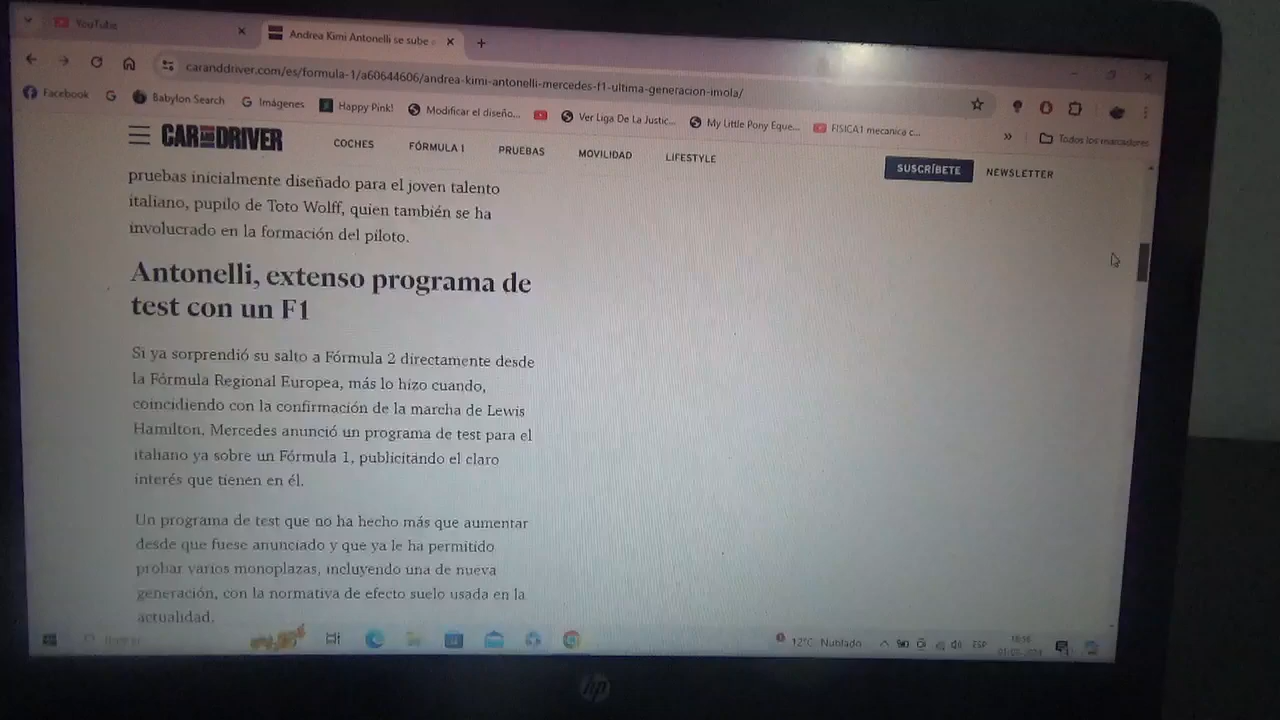 YouTube
Andrea Kimi Antonelli se sube
caranddriver.com/es/formula-1/a60644606/andrea-kimi-antonelli-mercedes-f1-ultima-generacion-imola/
Facebook
Babylon Search
Imágenes
Happy Pink!
Modificar el diseño...
Ver Liga De La Justic...
My Little Pony Eque...
FISICA1 mecanica c...
Todos los marcadores
CAR AND DRIVER
COCHES
FÓRMULA 1
PRUEBAS
MOVILIDAD
LIFESTYLE
SUSCRÍBETE
NEWSLETTER
pruebas inicialmente diseñado para el joven talento
italiano, pupilo de Toto Wolff, quien también se ha
involucrado en la formación del piloto.
Antonelli, extenso programa de
test con un F1
Si ya sorprendió su salto a Fórmula 2 directamente desde
la Fórmula Regional Europea, más lo hizo cuando,
coincidiendo con la confirmación de la marcha de Lewis
Hamilton, Mercedes anunció un programa de test para el
italiano ya sobre un Fórmula 1, publicitando el claro
interés que tienen en él.
Un programa de test que no ha hecho más que aumentar
desde que fuese anunciado y que ya le ha permitido
probar varios monoplazas, incluyendo una de nueva
generación, con la normativa de efecto suelo usada en la
actualidad.
12°C Nublado
ESP
hp